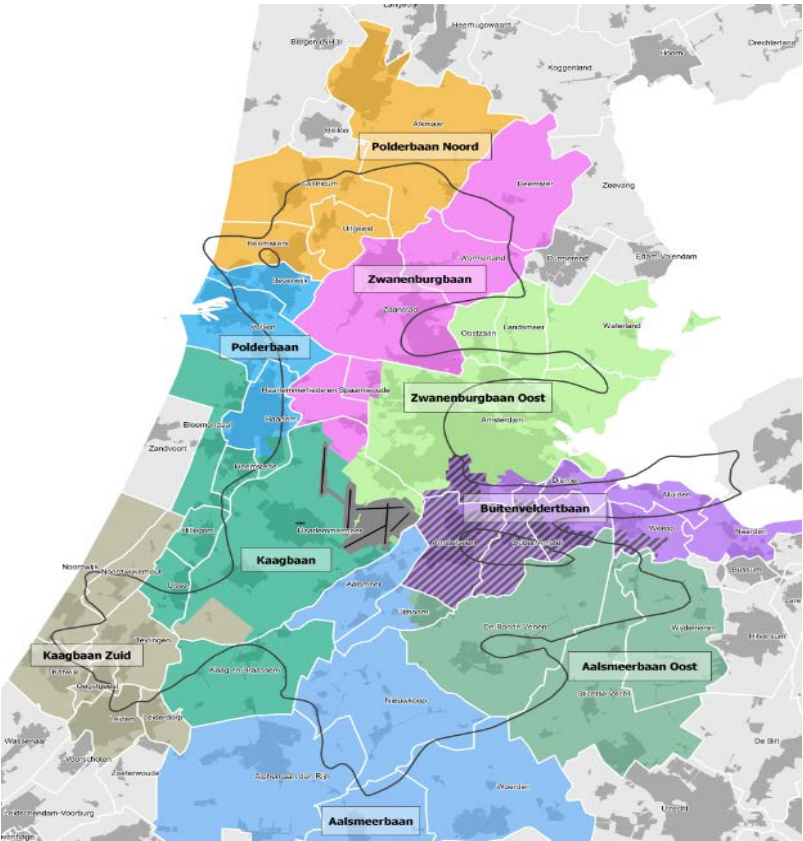 Langedijk
Heerhugowaard
Bergen (NH)
Hoorn
Drechterland
Koggenland
Heiloo
Alkmaar
Polderbaan Noord
Castricum
Beemster
Zeevang
Uitgeest
Heemskerk
Wormerland
Purmerend
Edam-Volendam
Beverwijk
Zwanenburgbaan
Zaanstad
Velsen
Oostzaan
Landsmeer
Waterland
Polderbaan
Haarlemmerliede en Spaarnwoude
Zwanenburgbaan Oost
Haarlem
Amsterdam
Bloemendaal
Zandvoort
Heemstede
Diemen
Muiden
Buitenveldertbaan
Hillegom
Haarlemmermeer
Amstelveen
Ouder-Amstel
Weesp
Naarden
Kaagbaan
Noordwijk
Noordwijkerhout
Lisse
Aalsmeer
Bussum
Uithoorn
De Ronde Venen
Wijdemeren
Hilversum
Teylingen
Kaagbaan Zuid
Katwijk
Kaag en Braassem
Aalsmeerbaan Oost
Oegstgeest
Stichtse Vecht
Nieuwkoop
Leiden
Leiderdorp
Wassenaar
De Bilt
Voorschoten
Zoeterwoude
Alphen aan den Rijn
Woerden
Leidschendam-Voorburg
Utrecht
Aalsmeerbaan